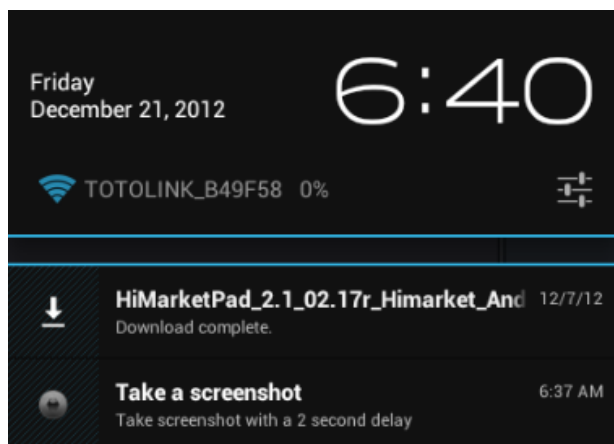 Friday
December 21, 2012
6:40
TOTOLINK_B49F58 0%
HiMarketPad_2.1_02.17r_Himarket_And 12/7/12
Download complete.
Take a screenshot 6:37 AM
Take screenshot with a 2 second delay